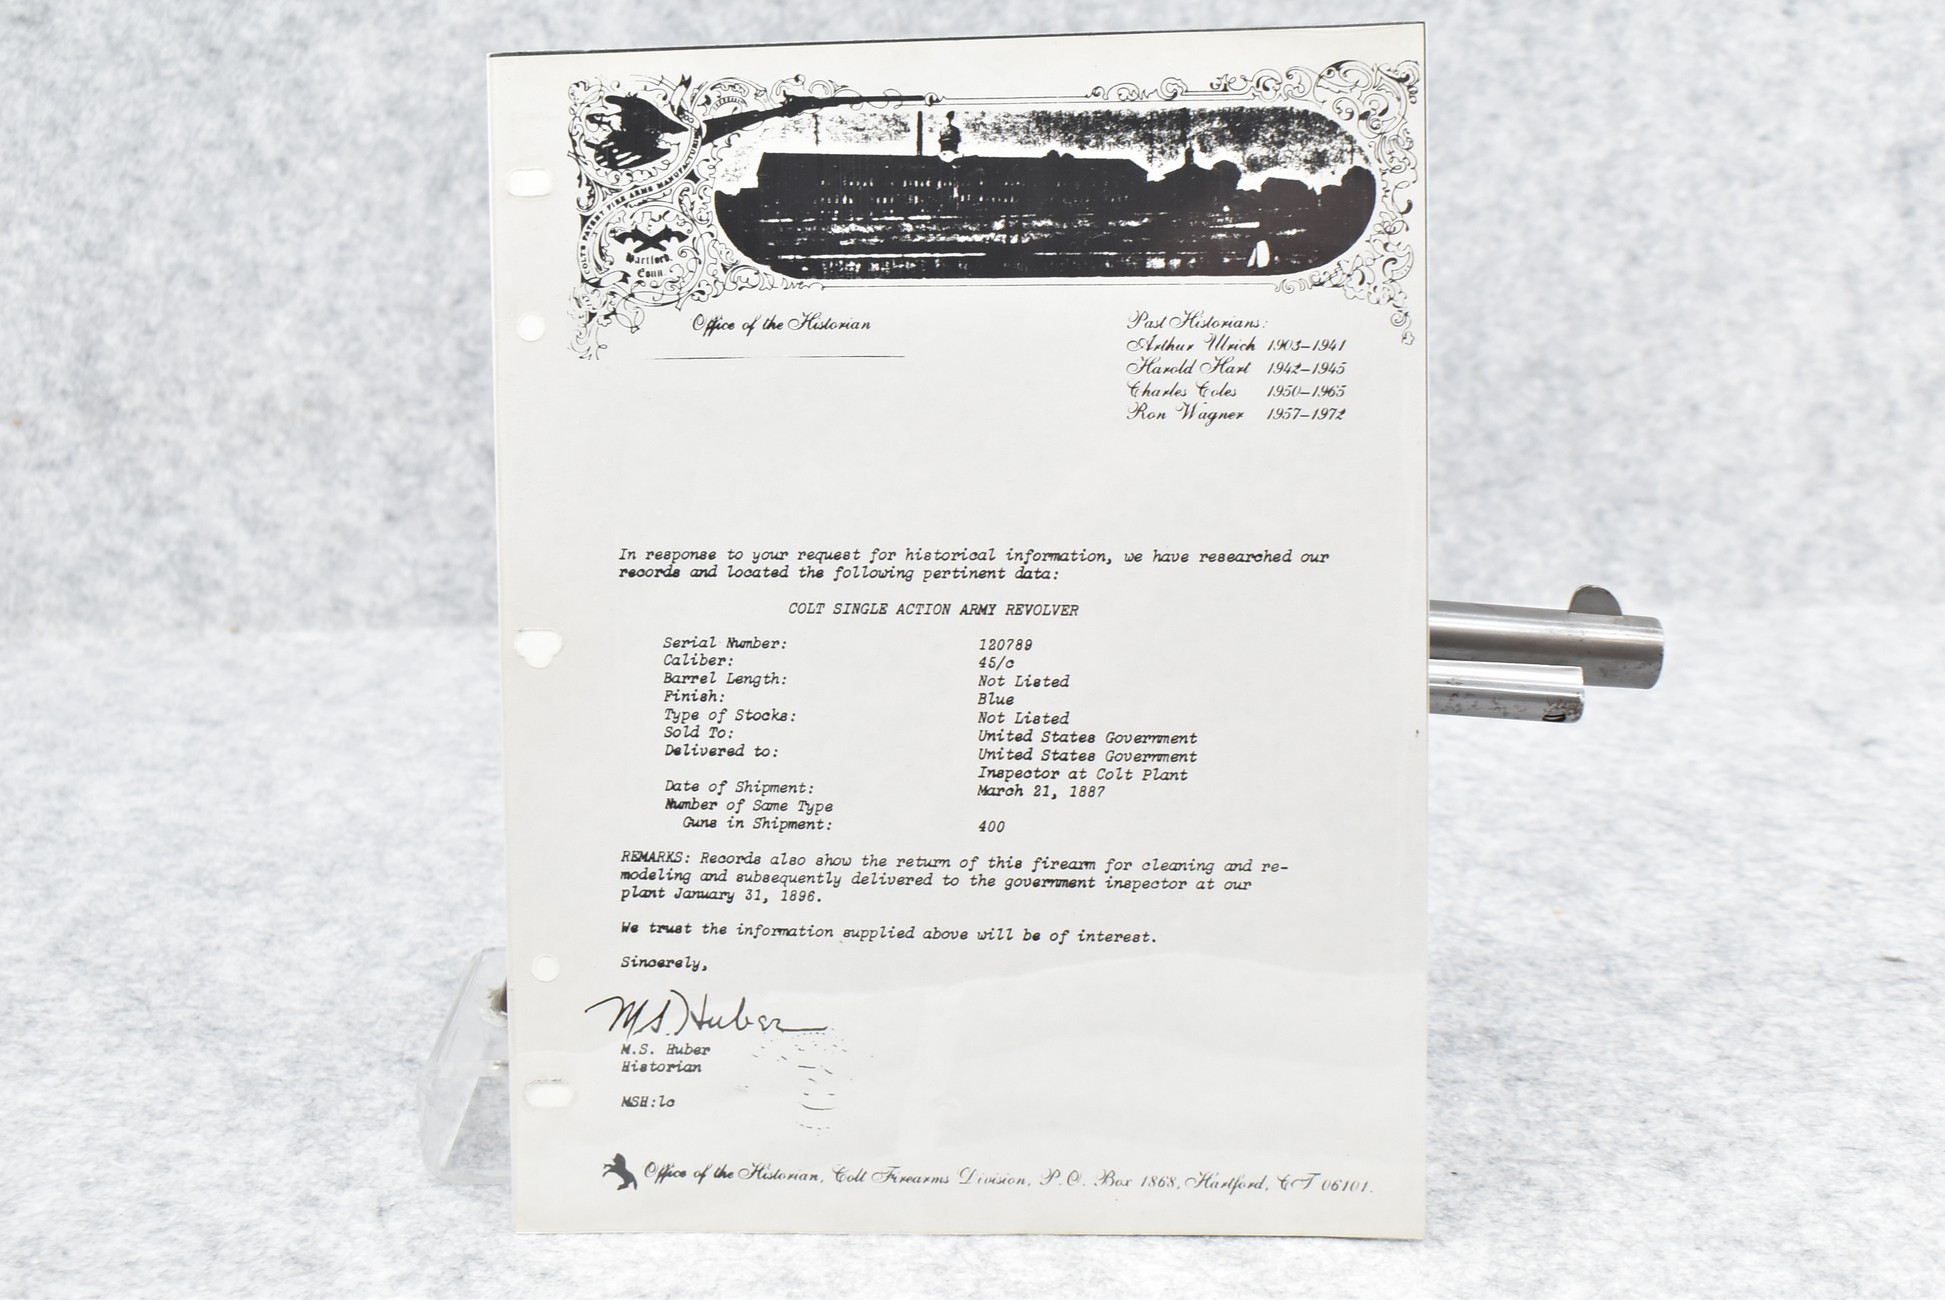 COLT'S PATENT FIRE ARMS MANUFACTURING
Hartford,
Conn.
Office of the Historian
Past Historians:
Arthur Ulrich 1903–1941
Harold Hart 1942–1945
Charles Coles 1950–1965
Ron Wagner 1957–1972
In response to your request for historical information, we have researched our
records and located the following pertinent data:
COLT SINGLE ACTION ARMY REVOLVER
Serial Number: 120789
Caliber: 45/c
Barrel Length: Not Listed
Finish: Blue
Type of Stocks: Not Listed
Sold To: United States Government
Delivered to: United States Government
Inspector at Colt Plant
Date of Shipment: March 21, 1887
Number of Same Type
Guns in Shipment: 400
REMARKS: Records also show the return of this firearm for cleaning and re-
modeling and subsequently delivered to the government inspector at our
plant January 31, 1896.
We trust the information supplied above will be of interest.
Sincerely,
M.S. Huber
M.S. Huber
Historian
MSH:lc
Office of the Historian, Colt Firearms Division, P.O. Box 1868, Hartford, CT 06101.